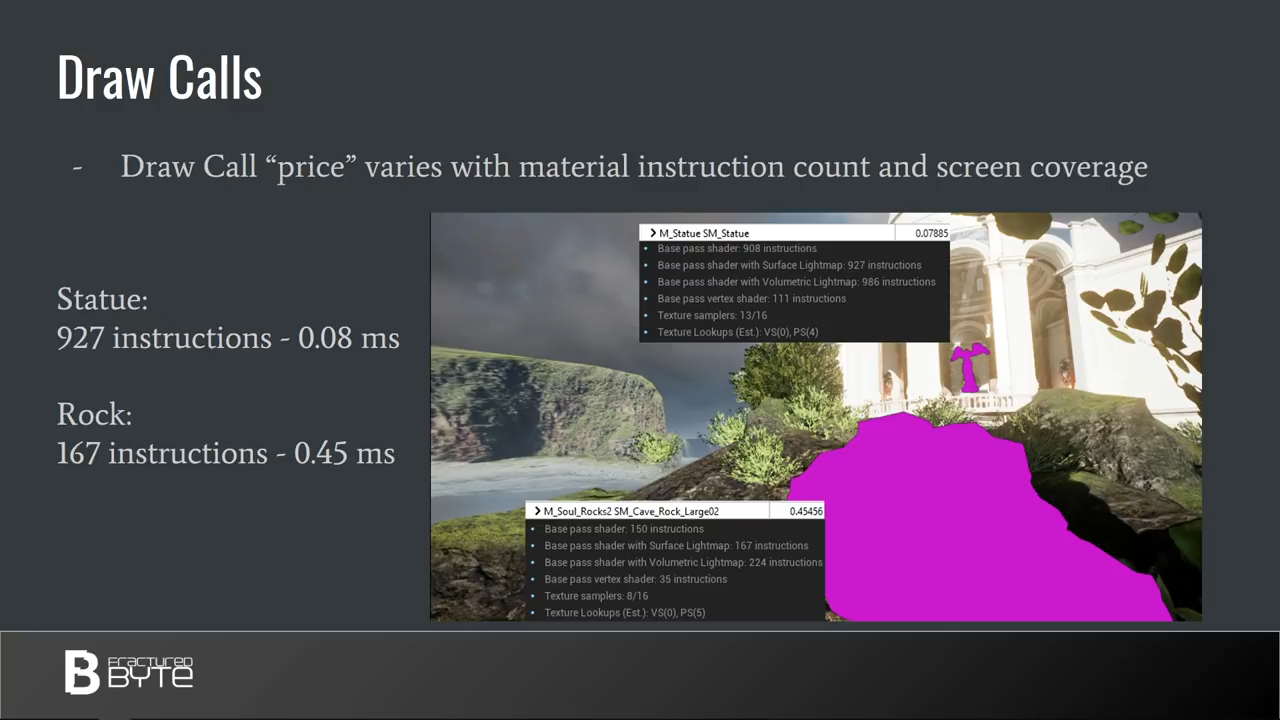 Draw Calls
- Draw Call “price” varies with material instruction count and screen coverage
M_Statue SM_Statue 0.07885
• Base pass shader: 908 instructions
• Base pass shader with Surface Lightmap: 927 instructions
• Base pass shader with Volumetric Lightmap: 986 instructions
• Base pass vertex shader: 111 instructions
• Texture samplers: 13/16
• Texture Lookups (Est.): VS(0), PS(4)
Statue:
927 instructions - 0.08 ms
Rock:
167 instructions - 0.45 ms
M_Soul_Rocks2 SM_Cave_Rock_Large02 0.45456
• Base pass shader: 150 instructions
• Base pass shader with Surface Lightmap: 167 instructions
• Base pass shader with Volumetric Lightmap: 224 instructions
• Base pass vertex shader: 35 instructions
• Texture samplers: 8/16
• Texture Lookups (Est.): VS(0), PS(5)
B Fractured
BYTe